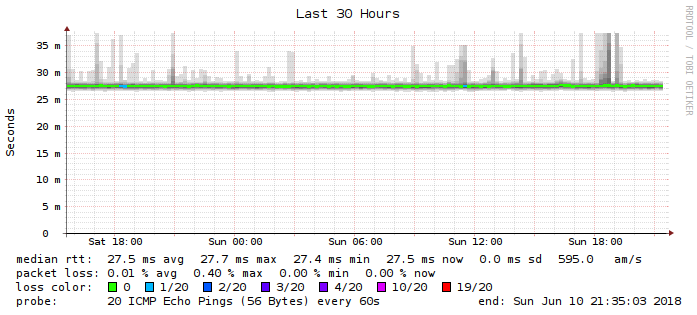 Last 30 Hours
RRDTOOL / TOBI OETIKER
Seconds
35 m
30 m
25 m
20 m
15 m
10 m
5 m
0
Sat 18:00 Sun 00:00 Sun 06:00 Sun 12:00 Sun 18:00
median rtt: 27.5 ms avg 27.7 ms max 27.4 ms min 27.5 ms now 0.0 ms sd 595.0 am/s
packet loss: 0.01 % avg 0.40 % max 0.00 % min 0.00 % now
loss color: 0 1/20 2/20 3/20 4/20 10/20 19/20
probe: 20 ICMP Echo Pings (56 Bytes) every 60s end: Sun Jun 10 21:35:03 2018